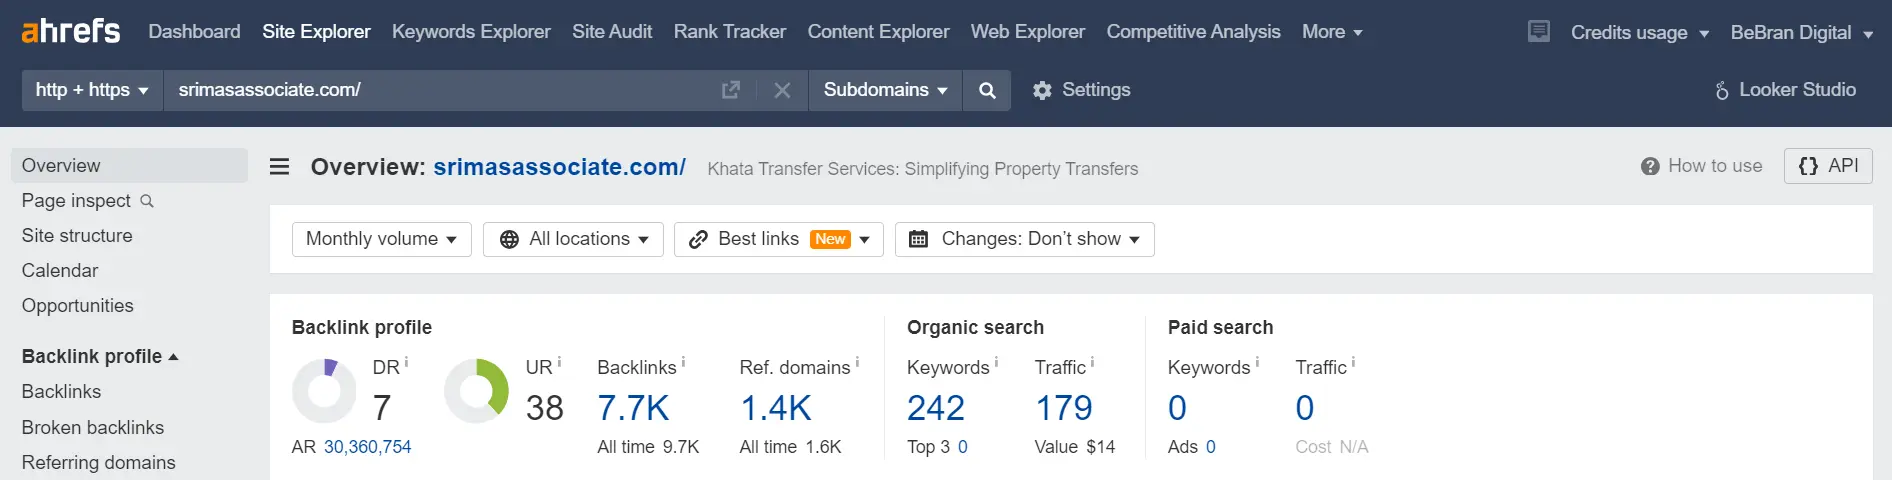 ahrefs Dashboard Site Explorer Keywords Explorer Site Audit Rank Tracker Content Explorer Web Explorer Competitive Analysis More Credits usage BeBran Digital
http + https srimasassociate.com/ Subdomains Settings Looker Studio
Overview
Page inspect
Site structure
Calendar
Opportunities
Backlink profile
Backlinks
Broken backlinks
Referring domains
Overview: srimasassociate.com/ Khata Transfer Services: Simplifying Property Transfers How to use {} API
Monthly volume All locations Best links New Changes: Don't show
Backlink profile
DR i UR i Backlinks i Ref. domains i
7 38 7.7K 1.4K
AR 30,360,754 All time 9.7K All time 1.6K
Organic search
Keywords i Traffic i
242 179
Top 3 0 Value $14
Paid search
Keywords i Traffic i
0 0
Ads 0 Cost N/A